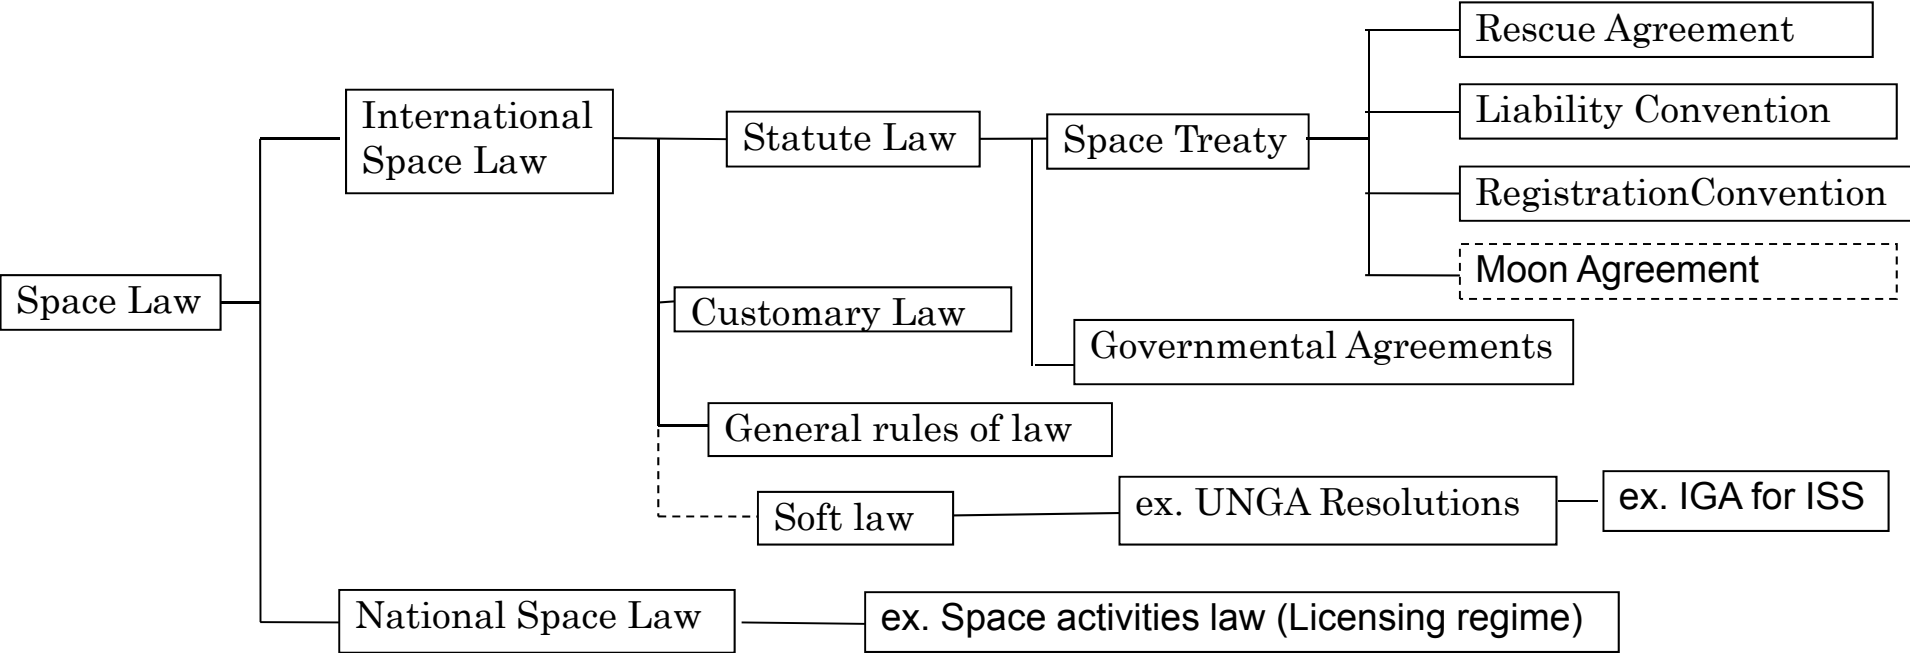 Rescue Agreement
International
Space Law
Statute Law
Space Treaty
Liability Convention
RegistrationConvention
Moon Agreement
Space Law
Customary Law
Governmental Agreements
General rules of law
Soft law
ex. UNGA Resolutions
ex. IGA for ISS
National Space Law
ex. Space activities law (Licensing regime)